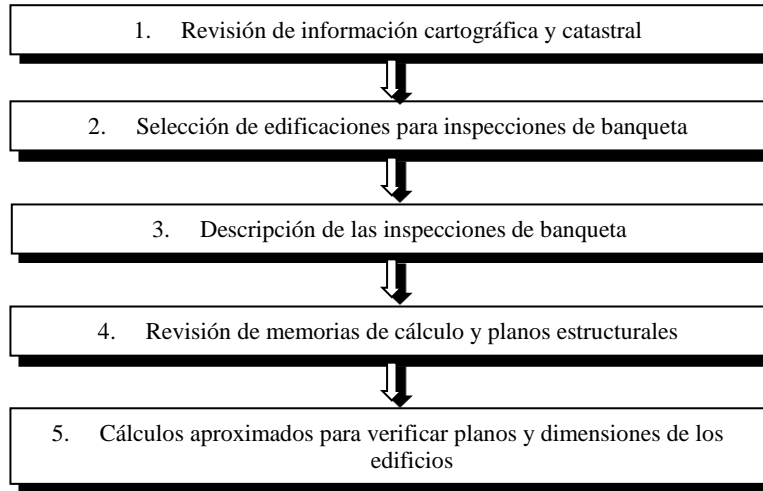 1. Revisión de información cartográfica y catastral
2. Selección de edificaciones para inspecciones de banqueta
3. Descripción de las inspecciones de banqueta
4. Revisión de memorias de cálculo y planos estructurales
5. Cálculos aproximados para verificar planos y dimensiones de los
edificios